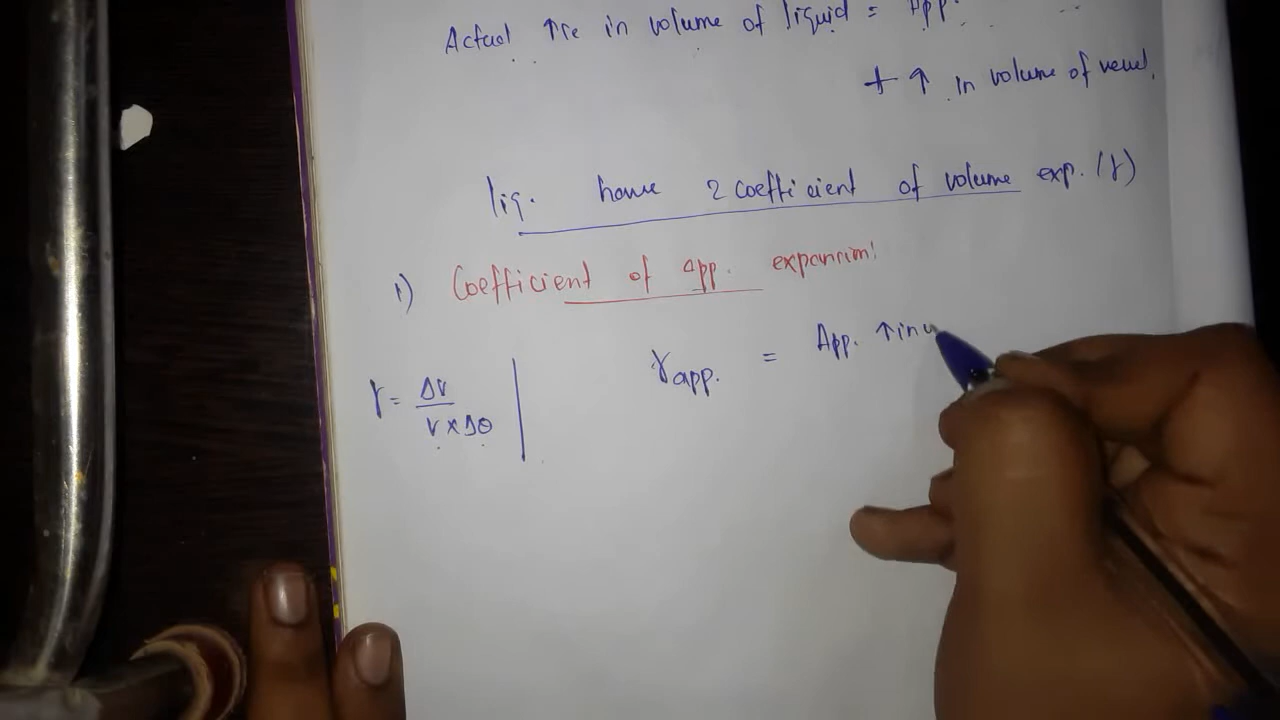 Actual ↑se in volume of liquid = App.
+ ↑ in volume of vessel.
liq. have 2 coefficient of volume exp. (γ)
1) Coefficient of app. expansion:
γ app. = App. ↑ in v
γ = ΔV
V × Δθ